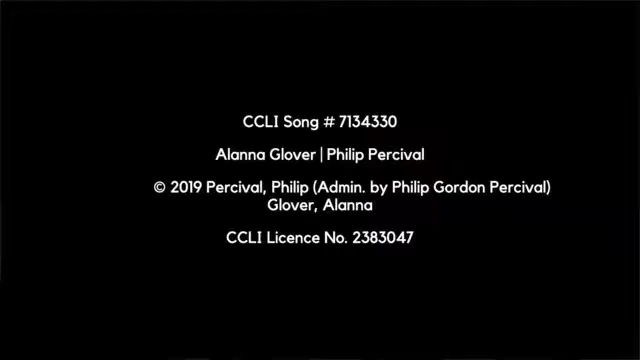 CCLI Song # 7134330
Alanna Glover | Philip Percival
© 2019 Percival, Philip (Admin. by Philip Gordon Percival)
Glover, Alanna
CCLI Licence No. 2383047